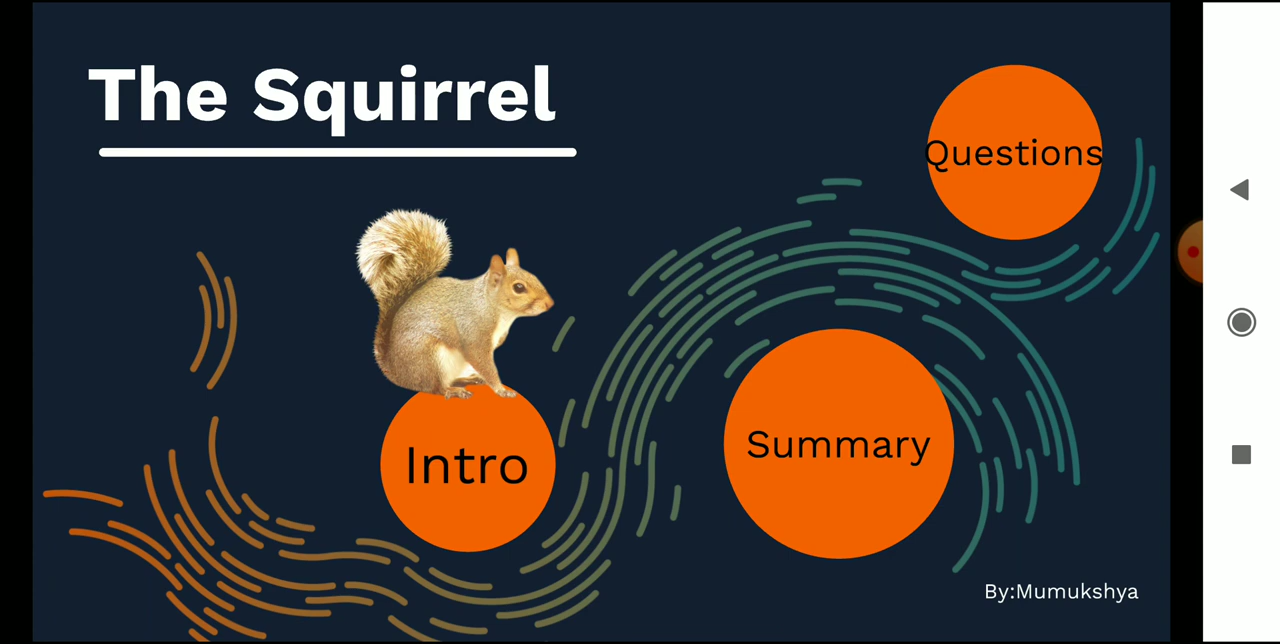 The Squirrel
Questions
Intro
Summary
By:Mumukshya